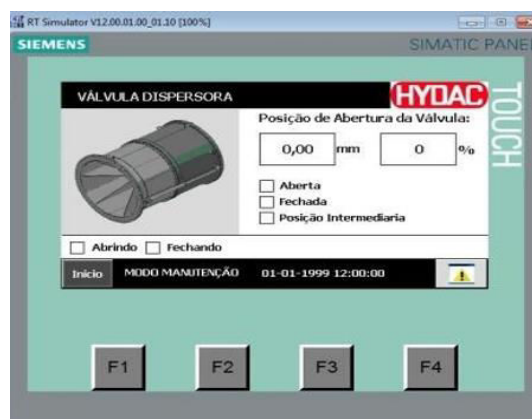 RT Simulator V12.00.01.00_01.10 [100%]
SIEMENS
SIMATIC PANEL
TOUCH
VÁLVULA DISPERSORA
HYDAC
Posição de Abertura da Válvula:
0,00 mm 0 %
Aberta
Fechada
Posição Intermediaria
Abrindo Fechando
Início MODO MANUTENÇÃO 01-01-1999 12:00:00
F1 F2 F3 F4